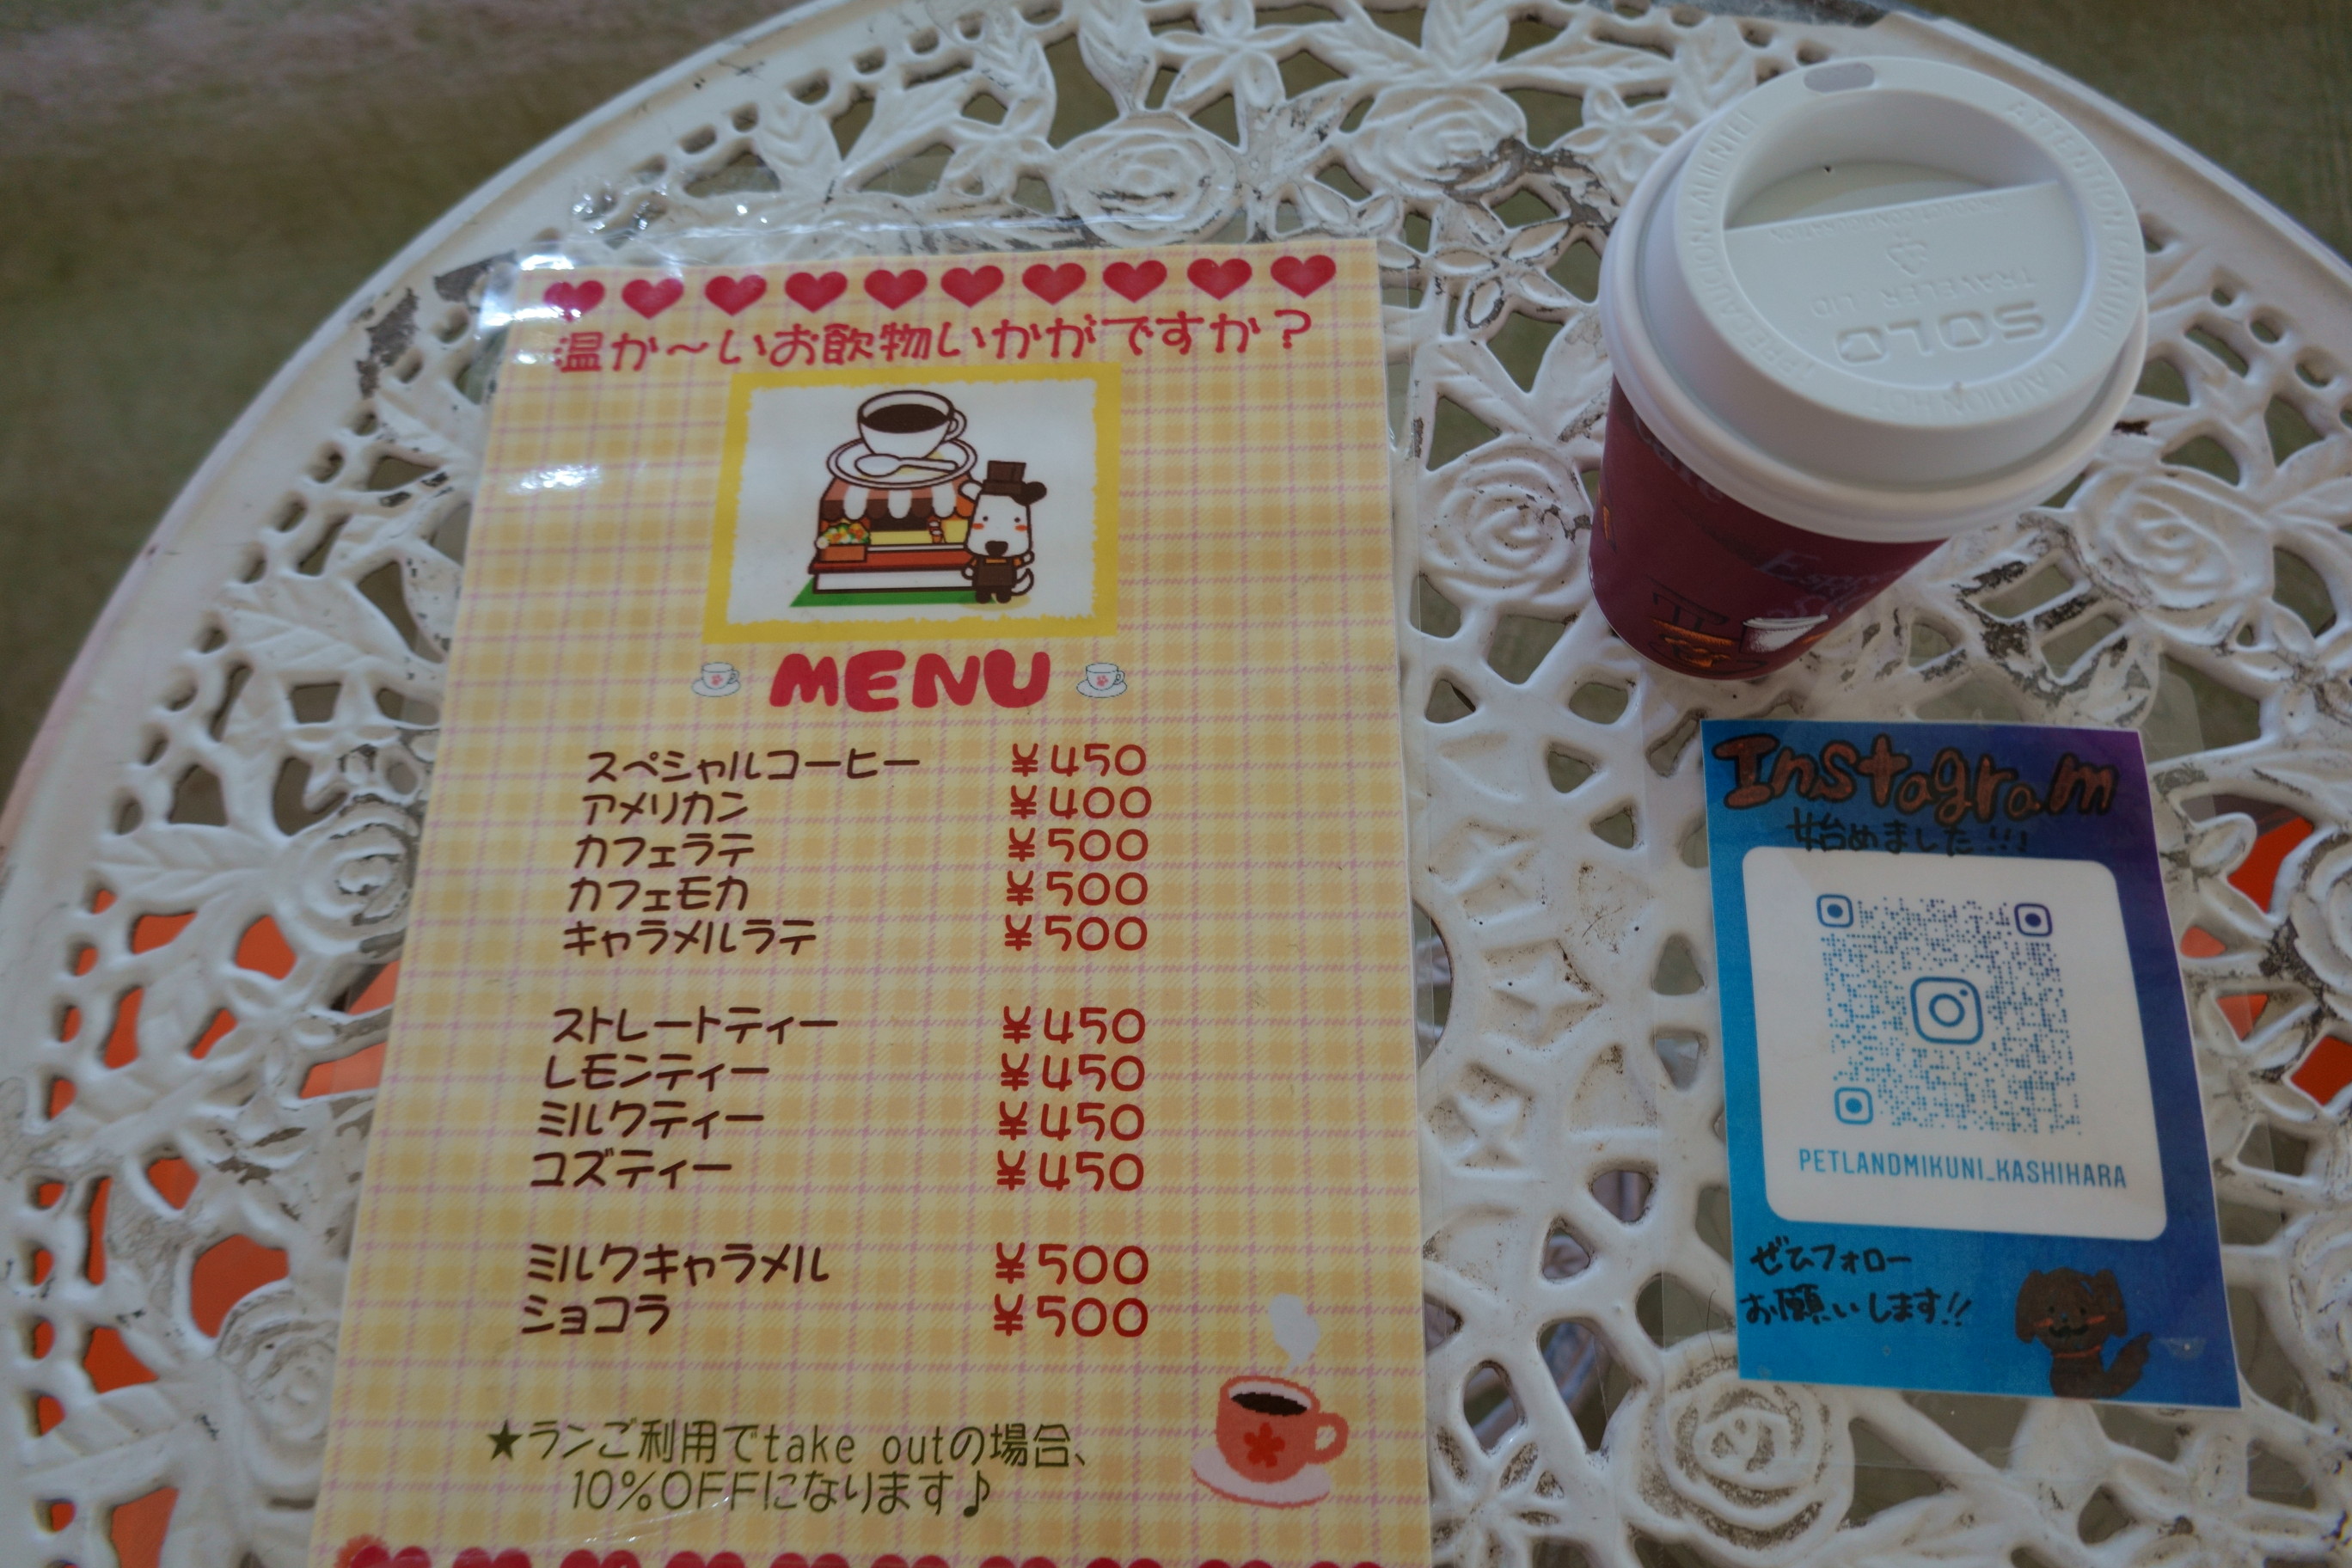 温か～いお飲物いかがですか？
MENU
スペシャルコーヒー ¥450
アメリカン ¥400
カフェラテ ¥500
カフェモカ ¥500
キャラメルラテ ¥500
ストレートティー ¥450
レモンティー ¥450
ミルクティー ¥450
コズティー ¥450
ミルクキャラメル ¥500
ショコラ ¥500
★ランご利用でtake outの場合、
10%OFFになります♪
SOLO
TRAVELER LID
Instagram
始めました!!!
PETLANDMIKUNI_KASHIHARA
ぜひフォロー
お願いします!!